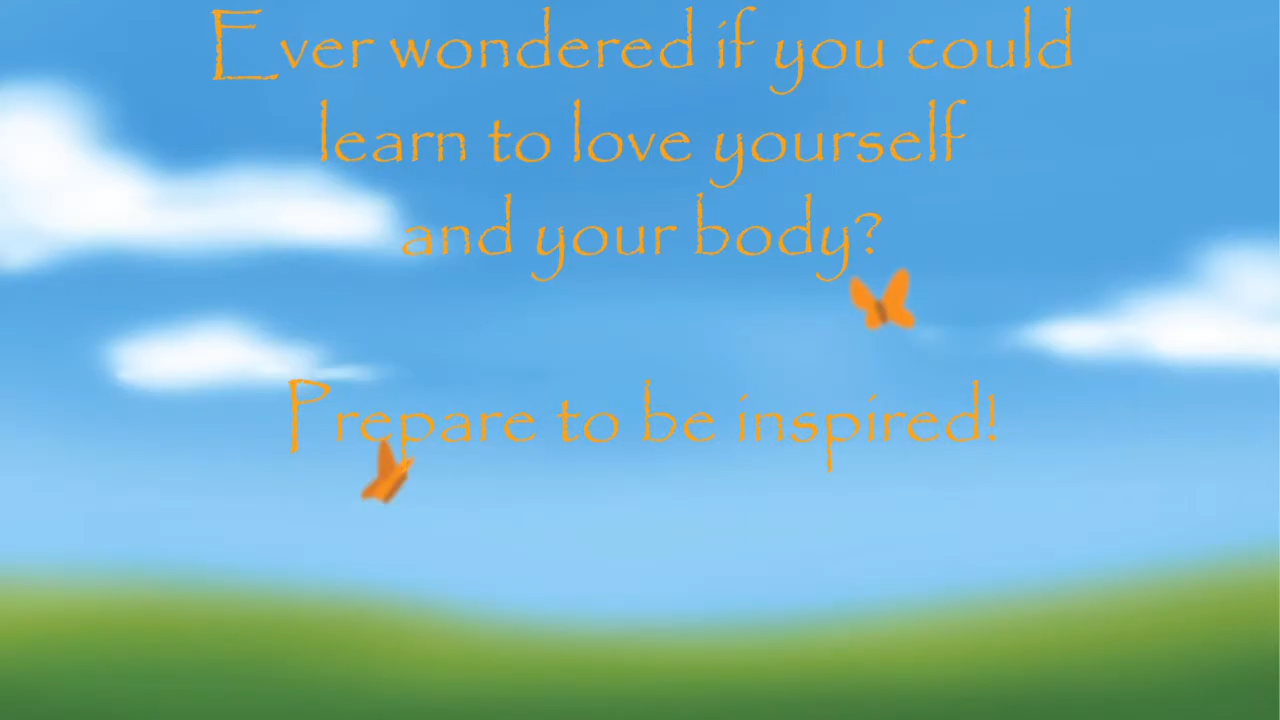 Ever wondered if you could
learn to love yourself
and your body?
Prepare to be inspired!